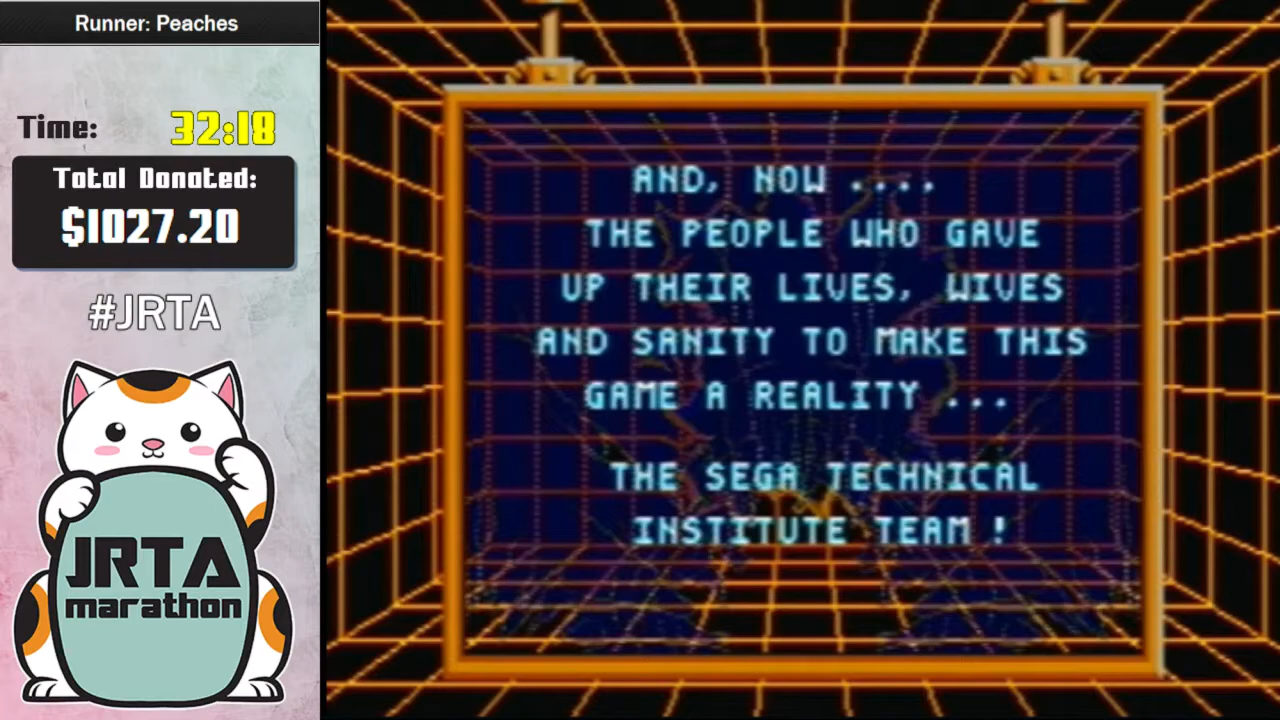 Runner: Peaches
Time: 32:18
Total Donated:
$1027.20
#JRTA
JRTA
marathon
AND, NOW ....
THE PEOPLE WHO GAVE
UP THEIR LIVES, WIVES
AND SANITY TO MAKE THIS
GAME A REALITY ...
THE SEGA TECHNICAL
INSTITUTE TEAM !